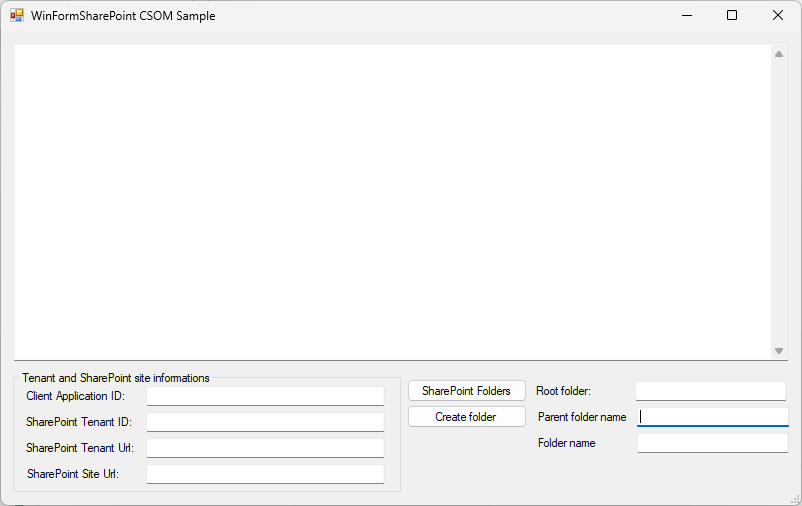 WinFormSharePoint CSOM Sample
Tenant and SharePoint site informations
Client Application ID:
SharePoint Tenant ID:
SharePoint Tenant Url:
SharePoint Site Url:
SharePoint Folders
Root folder:
Create folder
Parent folder name
Folder name